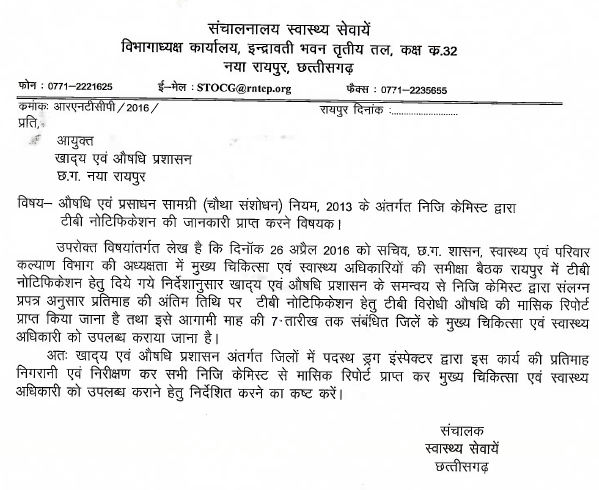 संचालनालय स्वास्थ्य सेवायें
विभागाध्यक्ष कार्यालय, इन्द्रावती भवन तृतीय तल, कक्ष क्र.32
नया रायपुर, छत्तीसगढ़
फोन : 0771-2221625 ई–मेल : STOCG@rntcp.org फैक्स : 0771-2235655
क्रमांकः आरएनटीसीपी/2016/ रायपुर दिनांक :........................
प्रति,
आयुक्त
खाद्य एवं औषधि प्रशासन
छ.ग. नया रायपुर
विषय– औषधि एवं प्रसाधन सामग्री (चौथा संशोधन) नियम, 2013 के अंतर्गत निजि केमिस्ट द्वारा
टीबी नोटिफिकेशन की जानकारी प्राप्त करने विषयक।
उपरोक्त विषयांतर्गत लेख है कि दिनॉक 26 अप्रैल 2016 को सचिव, छ.ग. शासन, स्वास्थ्य एवं परिवार
कल्याण विभाग की अध्यक्षता में मुख्य चिकित्सा एवं स्वास्थ्य अधिकारियों की समीक्षा बैठक रायपुर में टीबी
नोटिफिकेशन हेतु दिये गये निर्देशानुसार खाद्य एवं औषधि प्रशासन के समन्वय से निजि केमिस्ट द्वारा संलग्न
प्रपत्र अनुसार प्रतिमाह की अंतिम तिथि पर टीबी नोटिफिकेशन हेतु टीबी विरोधी औषधि की मासिक रिपोर्ट
प्राप्त किया जाना है तथा इसे आगामी माह की 7-तारीख तक संबंधित जिलें के मुख्य चिकित्सा एवं स्वास्थ्य
अधिकारी को उपलब्ध कराया जाना है।
अतः खाद्य एवं औषधि प्रशासन अंतर्गत जिलों में पदस्थ ड्रग इंस्पेक्टर द्वारा इस कार्य की प्रतिमाह
निगरानी एवं निरीक्षण कर सभी निजि केमिस्ट से मासिक रिपोर्ट प्राप्त कर मुख्य चिकित्सा एवं स्वास्थ्य
अधिकारी को उपलब्ध कराने हेतु निर्देशित करने का कष्ट करें।
संचालक
स्वास्थ्य सेवायें
छत्तीसगढ़